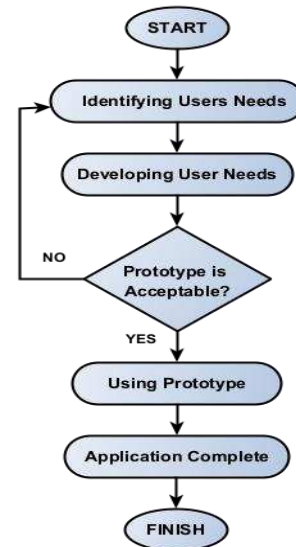 START
Identifying Users Needs
Developing User Needs
NO
Prototype is
Acceptable?
YES
Using Prototype
Application Complete
FINISH